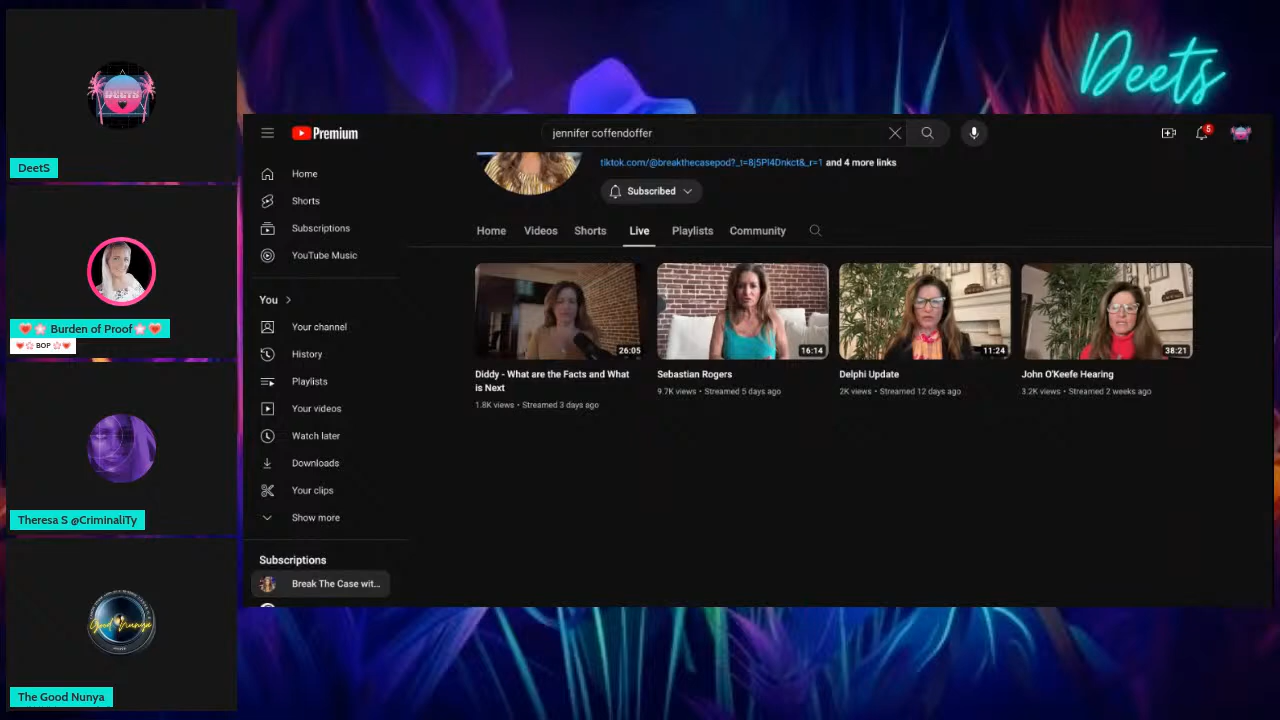 Deets
DEETS
DeetS
❤️🌸 Burden of Proof🌸❤️
❤️🌸 BOP 🌸❤️
Theresa S @CriminaliTy
Good Nunya
The Good Nunya
Premium
jennifer coffendoffer
5
Home
Shorts
Subscriptions
YouTube Music
You
Your channel
History
Playlists
Your videos
Watch later
Downloads
Your clips
Show more
Subscriptions
Break The Case wit...
tiktok.com/@breakthecasepod?_t=8j5Pl4Dnkct&_r=1 and 4 more links
Subscribed
Home Videos Shorts Live Playlists Community
26:05
Diddy - What are the Facts and What
is Next
1.8K views • Streamed 3 days ago
16:14
Sebastian Rogers
9.7K views • Streamed 5 days ago
11:24
Delphi Update
2K views • Streamed 12 days ago
38:21
John O'Keefe Hearing
3.2K views • Streamed 2 weeks ago